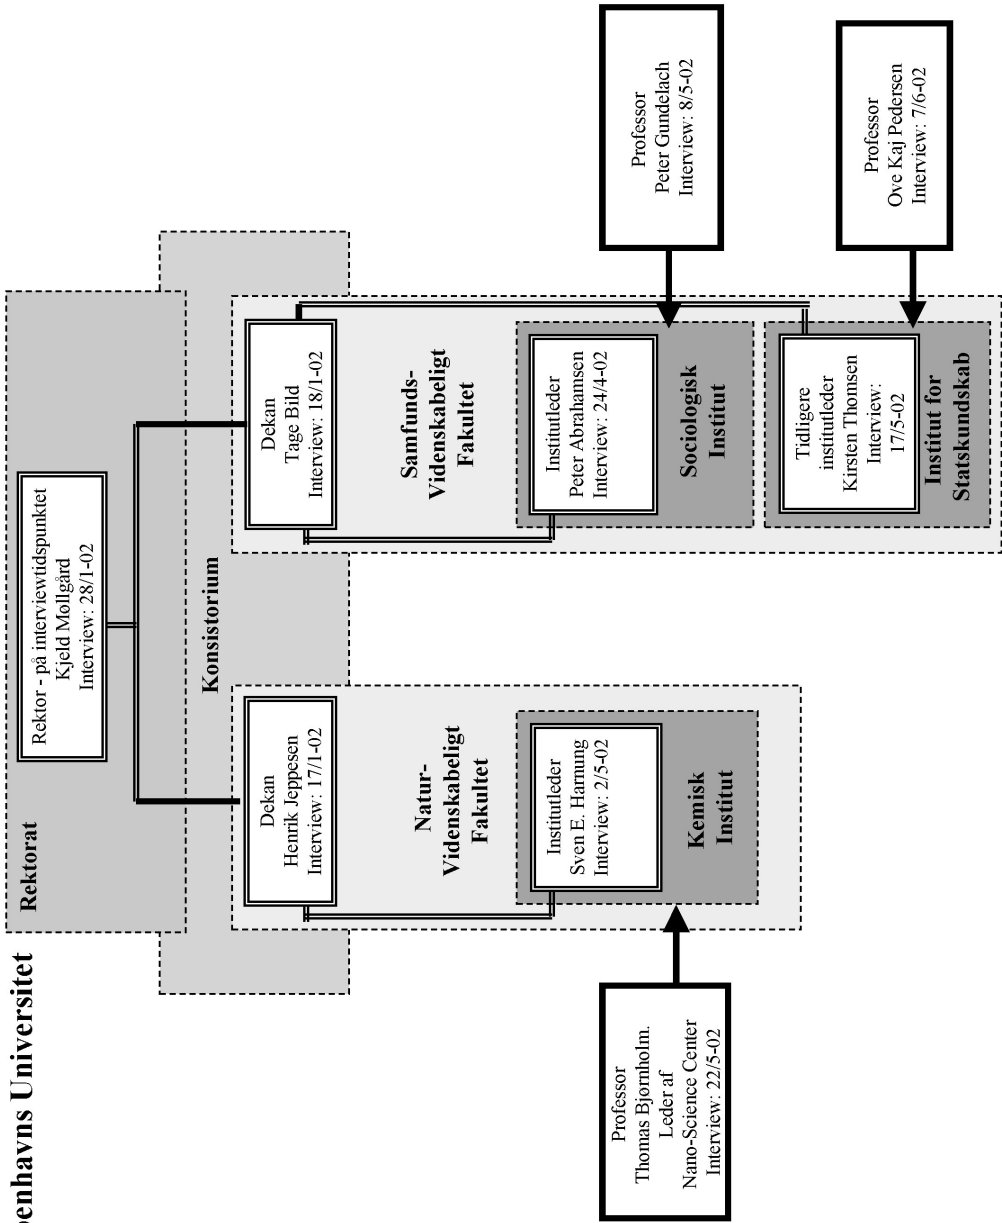 benhavns Universitet
Rektorat
Rektor - på interviewtidspunktet
Kjeld Møllgård
Interview: 28/1-02
Konsistorium
Dekan
Henrik Jeppesen
Interview: 17/1-02
Natur-
Videnskabeligt
Fakultet
Institutleder
Sven E. Harnung
Interview: 2/5-02
Kemisk
Institut
Professor
Thomas Bjørnholm.
Leder af
Nano-Science Center
Interview: 22/5-02
Dekan
Tage Bild
Interview: 18/1-02
Samfunds-
Videnskabeligt
Fakultet
Institutleder
Peter Abrahamsen
Interview: 24/4-02
Sociologisk
Institut
Professor
Peter Gundelach
Interview: 8/5-02
Tidligere
institutleder
Kirsten Thomsen
Interview:
17/5-02
Institut for
Statskundskab
Professor
Ove Kaj Pedersen
Interview: 7/6-02